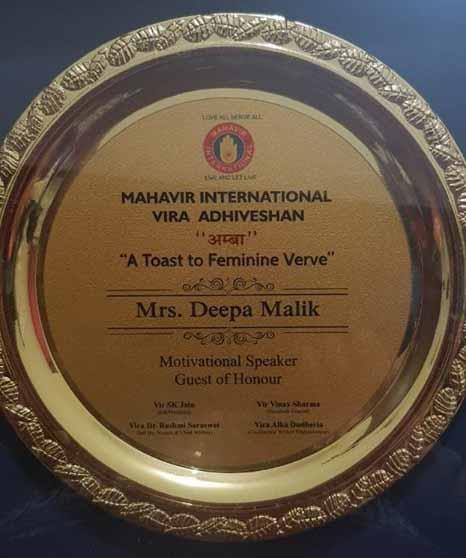 LOVE ALL SERVE ALL
MAHAVIR
INTERNATIONAL
LIVE AND LET LIVE
MAHAVIR INTERNATIONAL
VIRA ADHIVESHAN
"अम्बा"
"A Toast to Feminine Verve"
Mrs. Deepa Malik
Motivational Speaker
Guest of Honour
Vir SK Jain Vir Vinay Sharma
Vira Dr. Rashmi Saraswat Vira Alka Dudheria